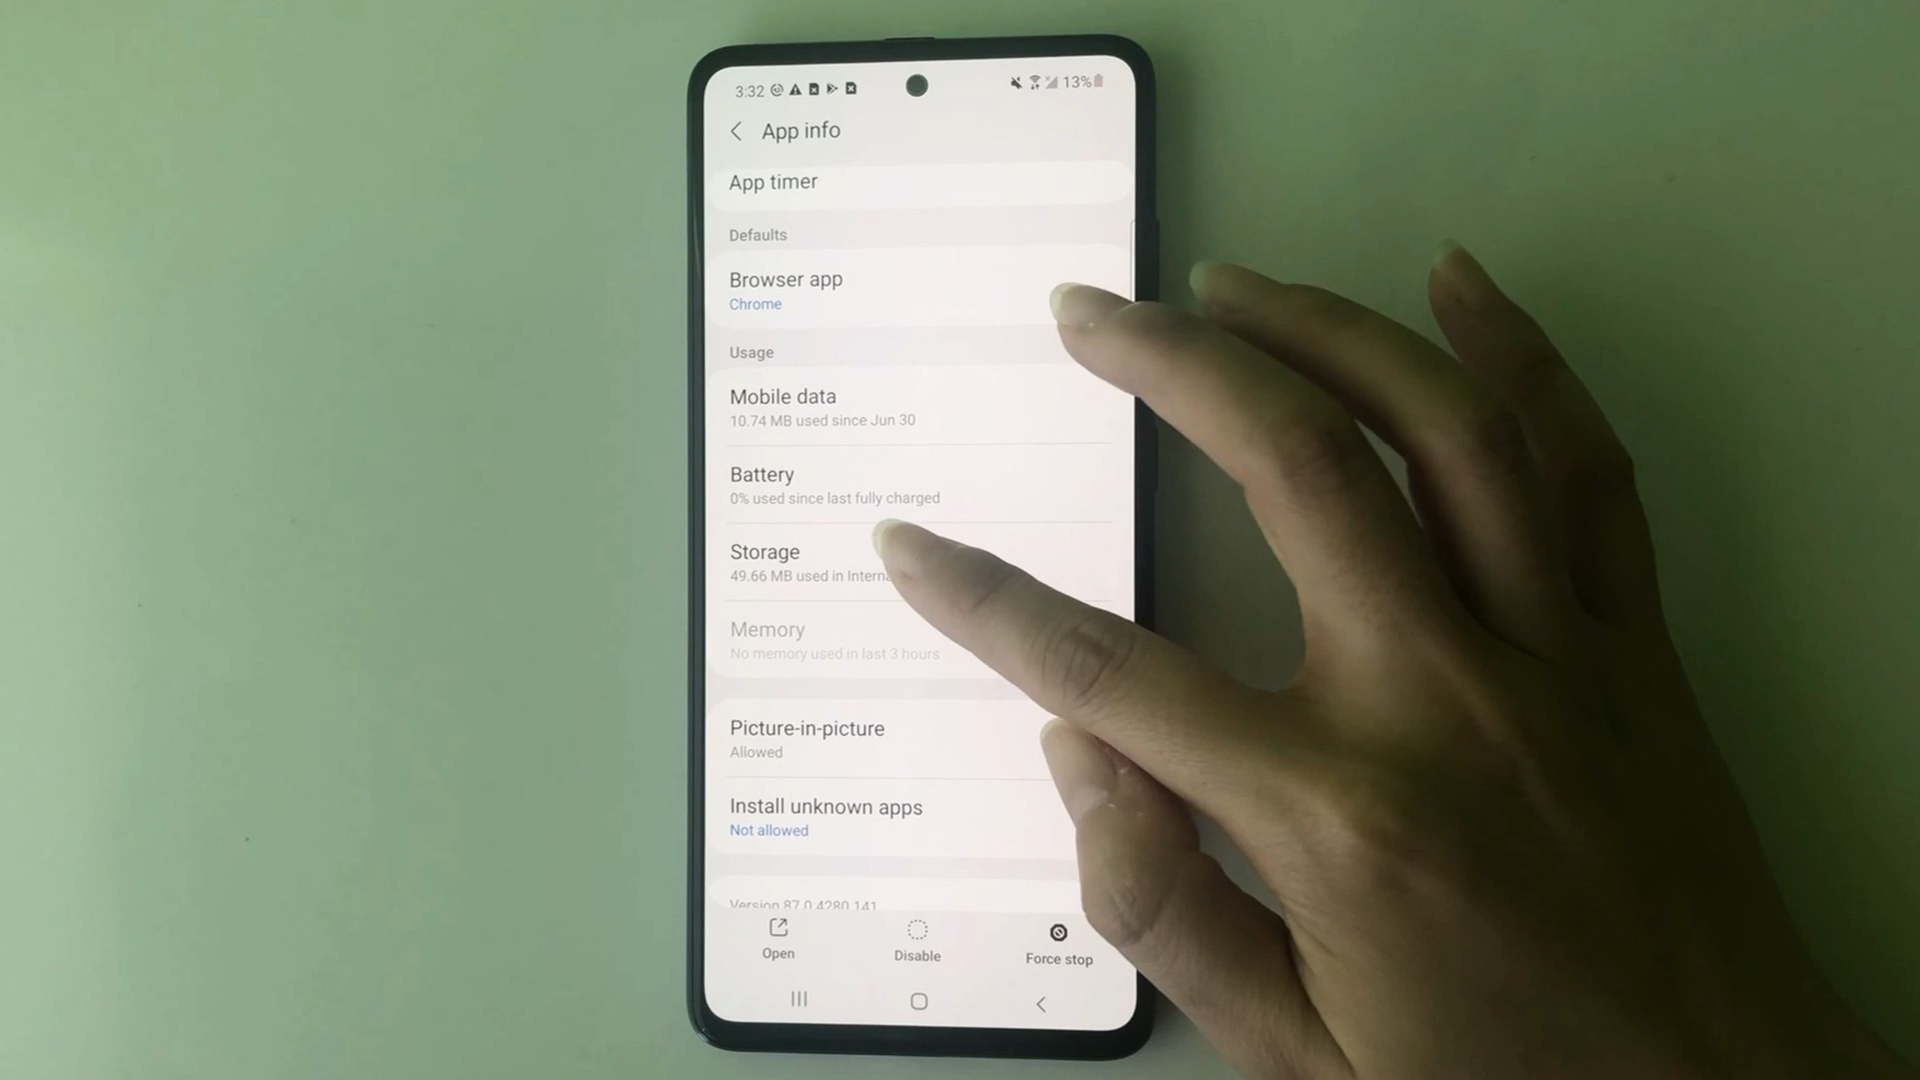 3:32 13%
App info
App timer
Defaults
Browser app
Chrome
Usage
Mobile data
10.74 MB used since Jun 30
Battery
0% used since last fully charged
Storage
49.66 MB used in
Memory
No memory used in last 3 hours
Picture-in-picture
Allowed
Install unknown apps
Not allowed
Version 87.0.4280.141
Open Disable Force stop